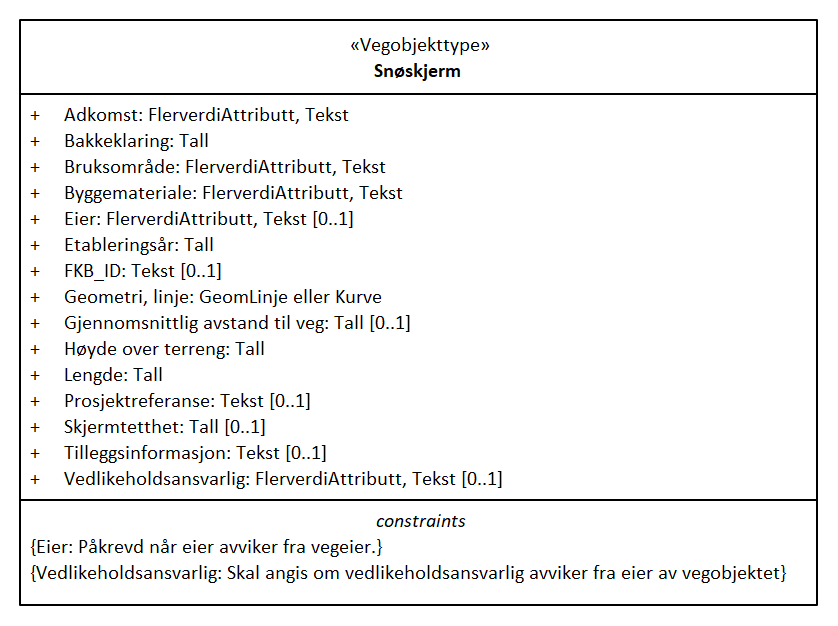 «Vegobjekttype»
Snøskjerm
+ Adkomst: FlerverdiAttributt, Tekst
+ Bakkeklaring: Tall
+ Bruksområde: FlerverdiAttributt, Tekst
+ Byggemateriale: FlerverdiAttributt, Tekst
+ Eier: FlerverdiAttributt, Tekst [0..1]
+ Etableringsår: Tall
+ FKB_ID: Tekst [0..1]
+ Geometri, linje: GeomLinje eller Kurve
+ Gjennomsnittlig avstand til veg: Tall [0..1]
+ Høyde over terreng: Tall
+ Lengde: Tall
+ Prosjektreferanse: Tekst [0..1]
+ Skjermtetthet: Tall [0..1]
+ Tilleggsinformasjon: Tekst [0..1]
+ Vedlikeholdsansvarlig: FlerverdiAttributt, Tekst [0..1]
constraints
{Eier: Påkrevd når eier avviker fra vegeier.}
{Vedlikeholdsansvarlig: Skal angis om vedlikeholdsansvarlig avviker fra eier av vegobjektet}